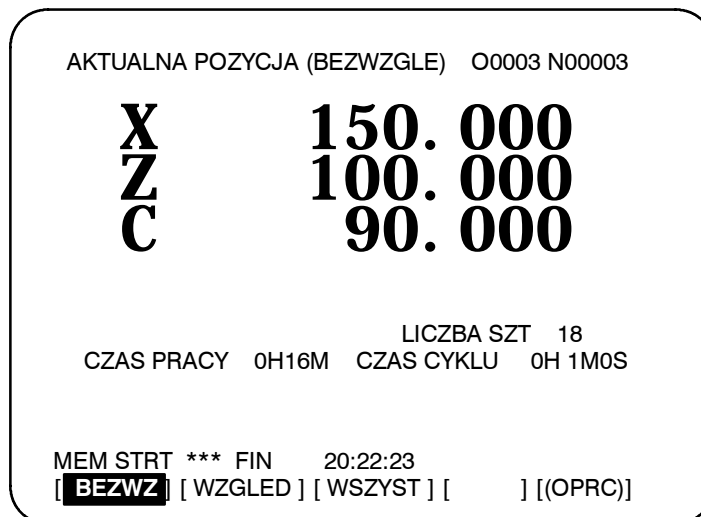 AKTUALNA POZYCJA (BEZWZGLE) O0003 N00003
X 150. 000
Z 100. 000
C 90. 000
LICZBA SZT 18
CZAS PRACY 0H16M CZAS CYKLU 0H 1M0S
MEM STRT *** FIN 20:22:23
[ BEZWZ ] [ WZGLED ] [ WSZYST ] [ ] [(OPRC)]